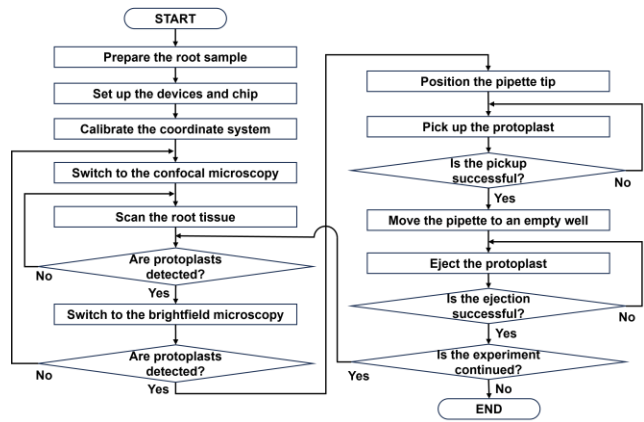 START
Prepare the root sample
Set up the devices and chip
Calibrate the coordinate system
Switch to the confocal microscopy
Scan the root tissue
Are protoplasts
detected?
No
Yes
Switch to the brightfield microscopy
Are protoplasts
detected?
No
Yes
Position the pipette tip
Pick up the protoplast
Is the pickup
successful?
No
Yes
Move the pipette to an empty well
Eject the protoplast
Is the ejection
successful?
No
Yes
Is the experiment
continued?
Yes
No
END